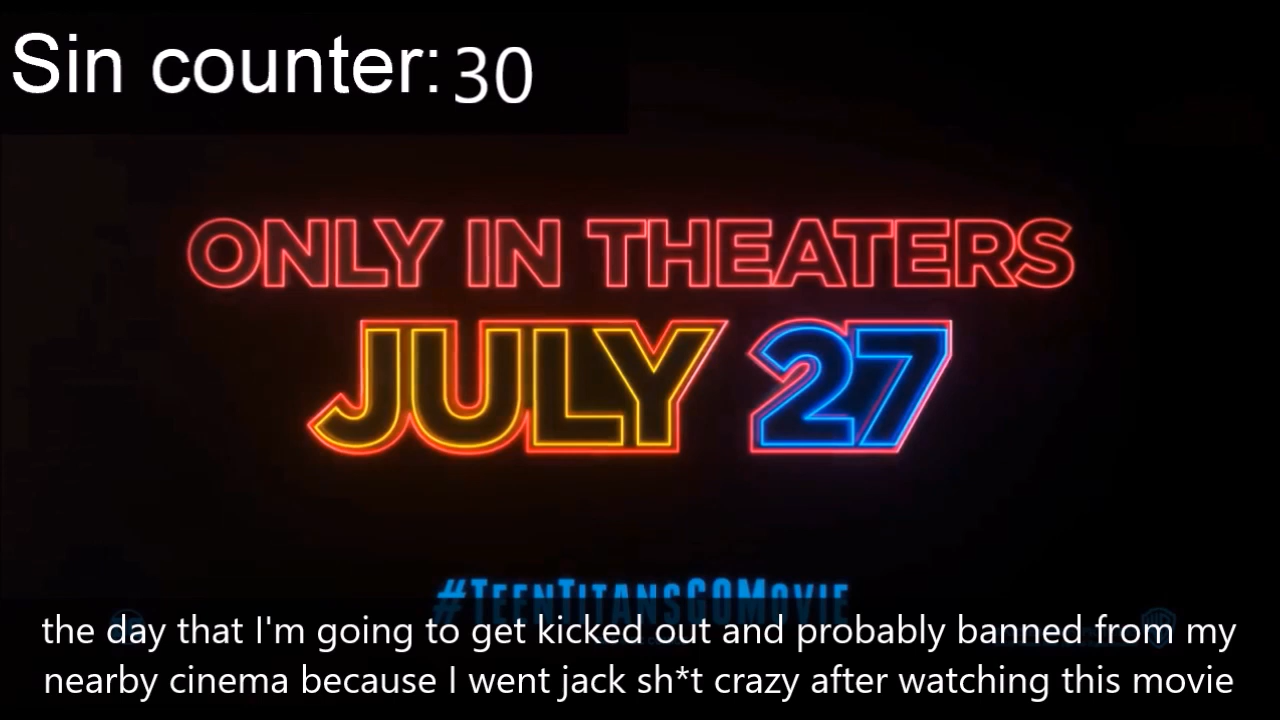 Sin counter: 30
ONLY IN THEATERS
JULY 27
#TEENTITANSGOMOVIE
the day that I'm going to get kicked out and probably banned from my
nearby cinema because I went jack sh*t crazy after watching this movie